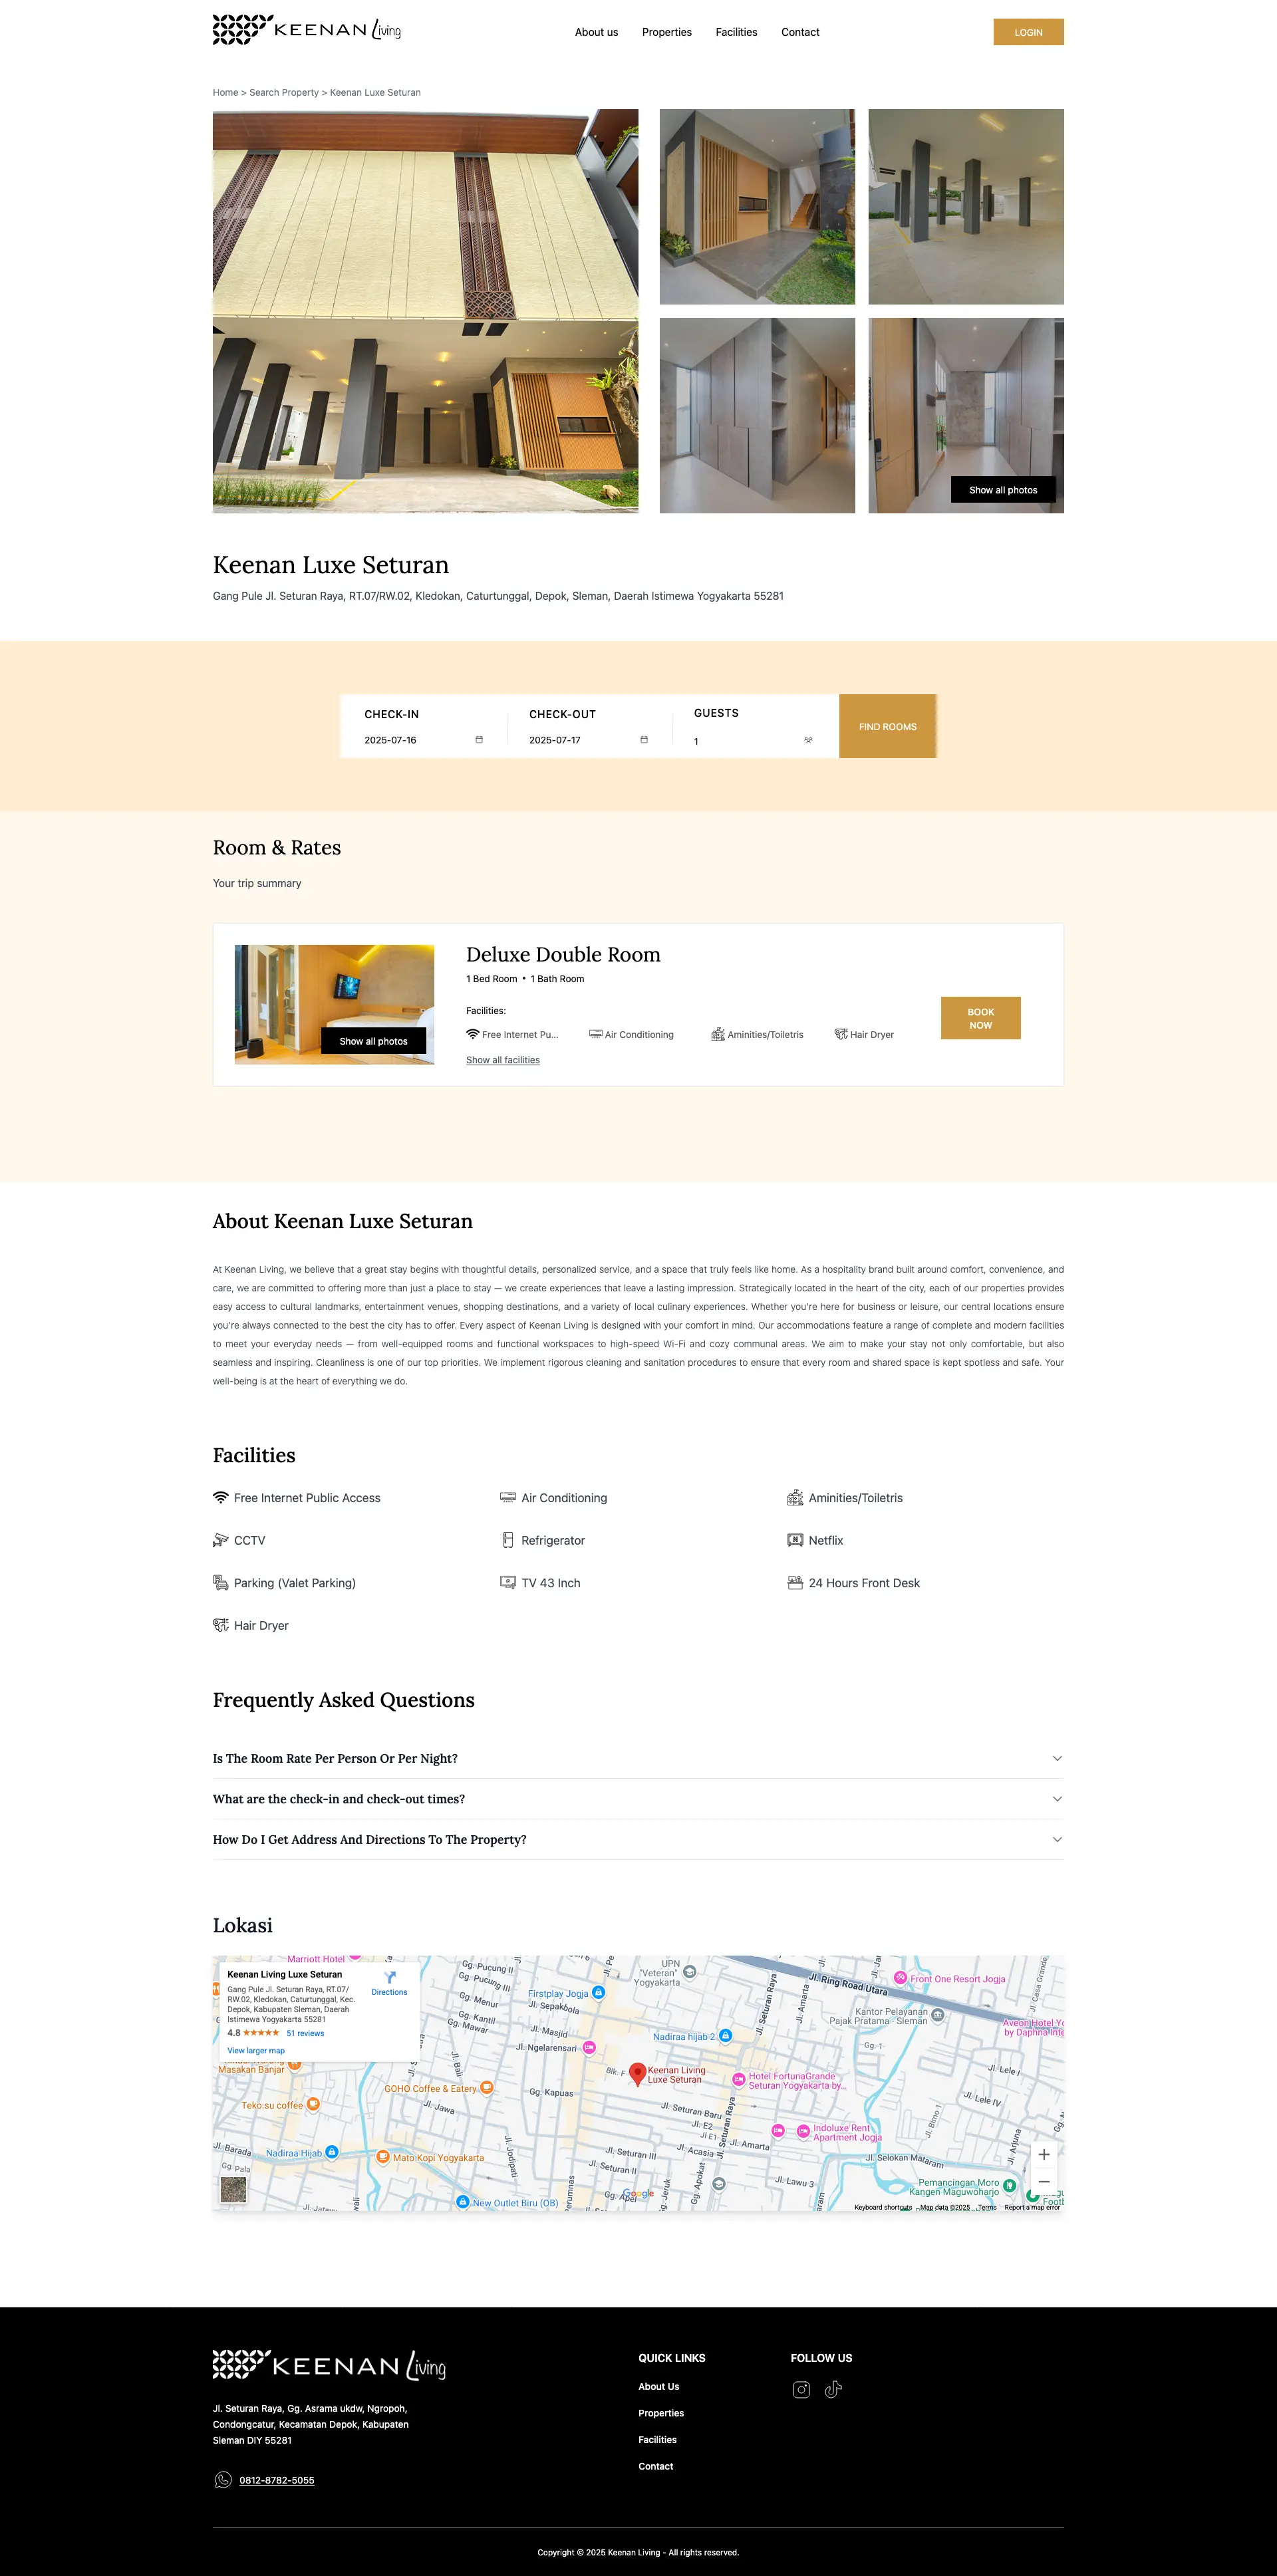 KEENAN Living
About us
Properties
Facilities
Contact
LOGIN
Home > Search Property > Keenan Luxe Seturan
Show all photos
Keenan Luxe Seturan
Gang Pule Jl. Seturan Raya, RT.07/RW.02, Kledokan, Caturtunggal, Depok, Sleman, Daerah Istimewa Yogyakarta 55281
CHECK-IN
2025-07-16
CHECK-OUT
2025-07-17
GUESTS
1
FIND ROOMS
Room & Rates
Your trip summary
Show all photos
Deluxe Double Room
1 Bed Room • 1 Bath Room
Facilities:
Free Internet Pu...
Air Conditioning
Aminities/Toiletris
Hair Dryer
Show all facilities
BOOK
NOW
About Keenan Luxe Seturan
At Keenan Living, we believe that a great stay begins with thoughtful details, personalized service, and a space that truly feels like home. As a hospitality brand built around comfort, convenience, and
care, we are committed to offering more than just a place to stay — we create experiences that leave a lasting impression. Strategically located in the heart of the city, each of our properties provides
easy access to cultural landmarks, entertainment venues, shopping destinations, and a variety of local culinary experiences. Whether you're here for business or leisure, our central locations ensure
you're always connected to the best the city has to offer. Every aspect of Keenan Living is designed with your comfort in mind. Our accommodations feature a range of complete and modern facilities
to meet your everyday needs — from well-equipped rooms and functional workspaces to high-speed Wi-Fi and cozy communal areas. We aim to make your stay not only comfortable, but also
seamless and inspiring. Cleanliness is one of our top priorities. We implement rigorous cleaning and sanitation procedures to ensure that every room and shared space is kept spotless and safe. Your
well-being is at the heart of everything we do.
Facilities
Free Internet Public Access
Air Conditioning
Aminities/Toiletris
CCTV
Refrigerator
Netflix
Parking (Valet Parking)
TV 43 Inch
24 Hours Front Desk
Hair Dryer
Frequently Asked Questions
Is The Room Rate Per Person Or Per Night?
What are the check-in and check-out times?
How Do I Get Address And Directions To The Property?
Lokasi
Keenan Living Luxe Seturan
Gang Pule Jl. Seturan Raya, RT.07/
RW.02, Kledokan, Caturtunggal, Kec.
Depok, Kabupaten Sleman, Daerah
Istimewa Yogyakarta 55281
4.8 ★★★★★ 51 reviews
View larger map
Directions
Marriott Hotel
Gg. Pucung II
Gg. Pucung III
Gg. Menur
Gg. Kantil
Gg. Mawar
Firstplay Jogja
Jl. Sepakbola
Jl. Masjid
Jl. Ngelarensari
UPN
"Veteran"
Yogyakarta
Jl. Seturan Raya
Jl. Ring Road Utara
Front One Resort Jogja
Jl. Casa Grande
Kantor Pelayanan
Pajak Pratama - Sleman
Aveon Hotel Yo
by Daphna Inte
Nadiraa hijab 2
Gg. 1
Masakan Banjar
Jl. Bali
Keenan Living
Luxe Seturan
Hotel FortunaGrande
Seturan Yogyakarta by...
GOHO Coffee & Eatery
Gg. Kapuas
Teko.su coffee
Jl. Jawa
Jl. Seturan Baru
Jl. E2
Jl E1
Jl. Seturan Raya
Jl. Lele I
Jl. Lele IV
Jl. Bimo 1
Indoluxe Rent
Apartment Jogja
Jl. Barada
Nadiraa Hijab
Gg. Pala
Mato Kopi Yogyakarta
Jl. Jodipati
Jl. Seturan III
Jl. Seturan II
Jl. Acasia
Jl. Amarta
Jl. Selokan Mataram
Jl. Arjuna
Jl. Lawu 3
Jl. Apokat
Jl. Jeruk
Gg. Apel
Pemancingan Moro
Kangen Maguwoharjo
New Outlet Biru (OB)
Google
Keyboard shortcuts
Map data ©2025
Terms
Report a map error
KEENAN Living
Jl. Seturan Raya, Gg. Asrama ukdw, Ngropoh,
Condongcatur, Kecamatan Depok, Kabupaten
Sleman DIY 55281
0812-8782-5055
QUICK LINKS
About Us
Properties
Facilities
Contact
FOLLOW US
Copyright © 2025 Keenan Living - All rights reserved.